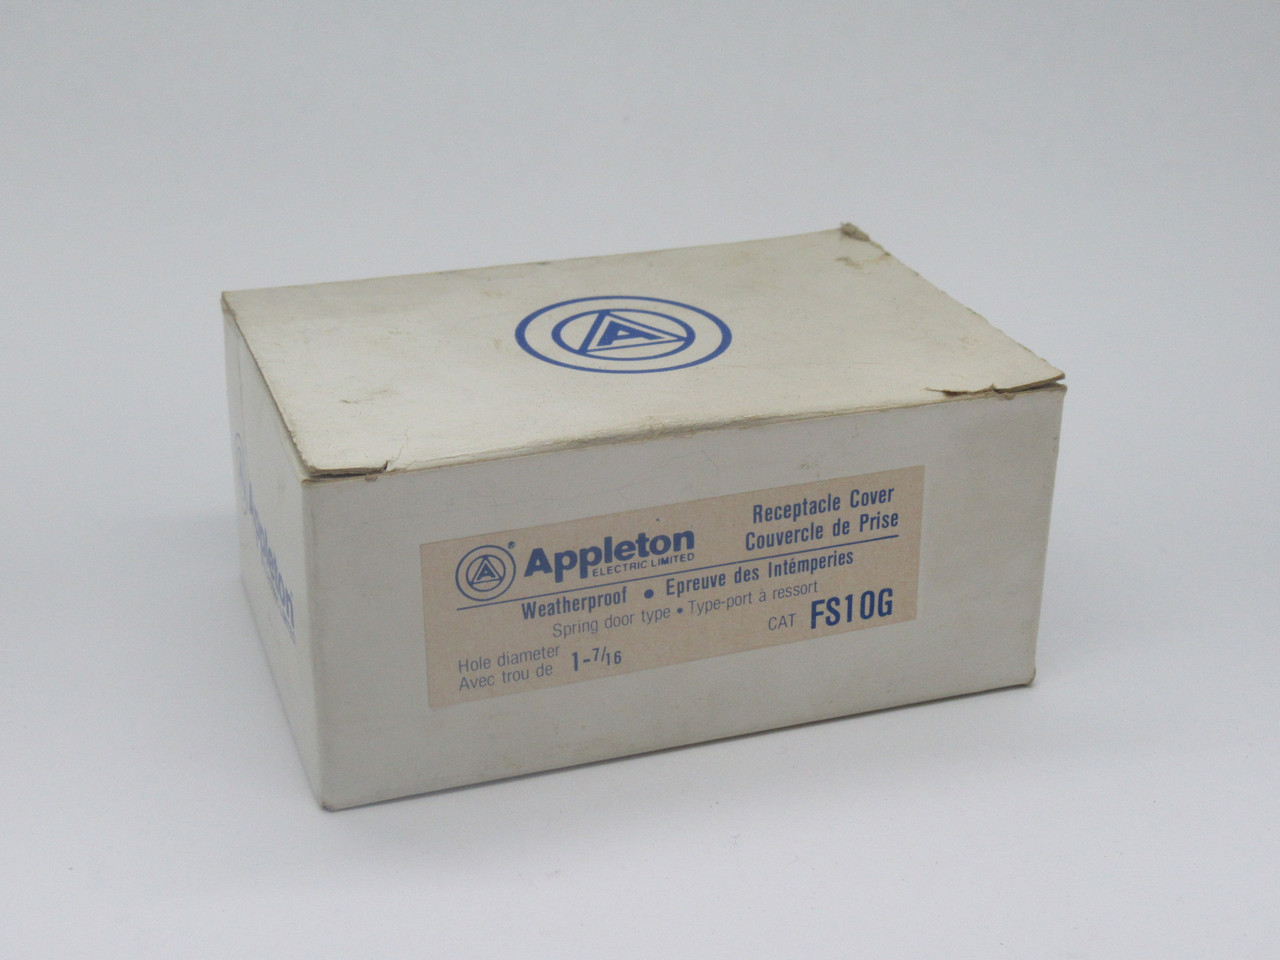 A
A ® Appleton
ELECTRIC LIMITED
Receptacle Cover
Couvercle de Prise
Weatherproof • Epreuve des Intémperies
Spring door type • Type-port à ressort
CAT FS10G
Hole diameter
Avec trou de 1-7/16
Appleton